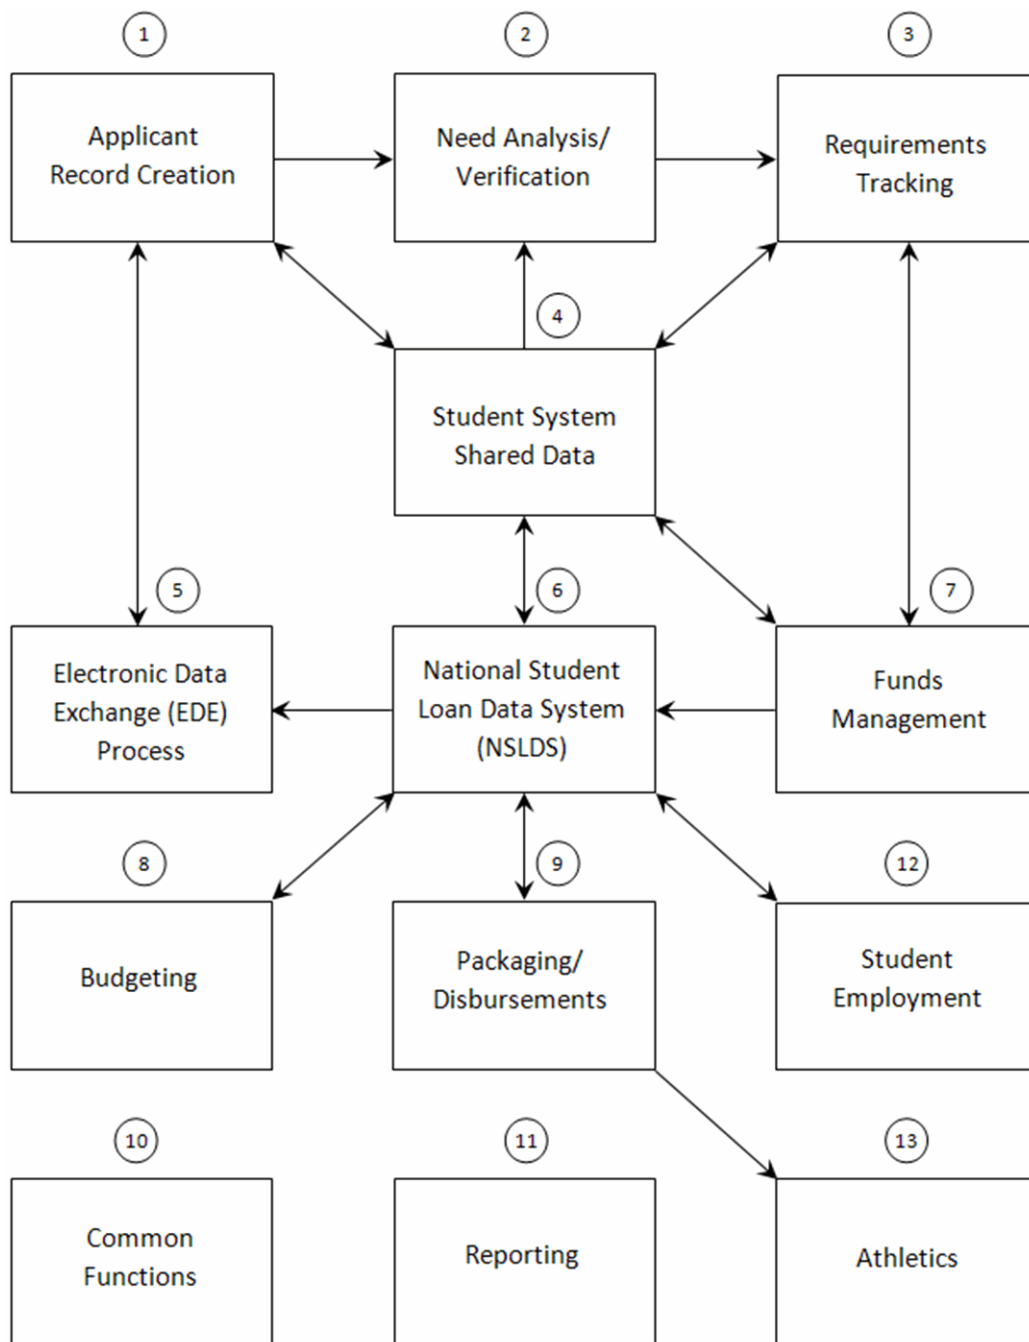 1
2
3
Applicant
Record Creation
Need Analysis/
Verification
Requirements
Tracking
4
Student System
Shared Data
5
6
7
Electronic Data
Exchange (EDE)
Process
National Student
Loan Data System
(NSLDS)
Funds
Management
8
9
12
Budgeting
Packaging/
Disbursements
Student
Employment
10
11
13
Common
Functions
Reporting
Athletics